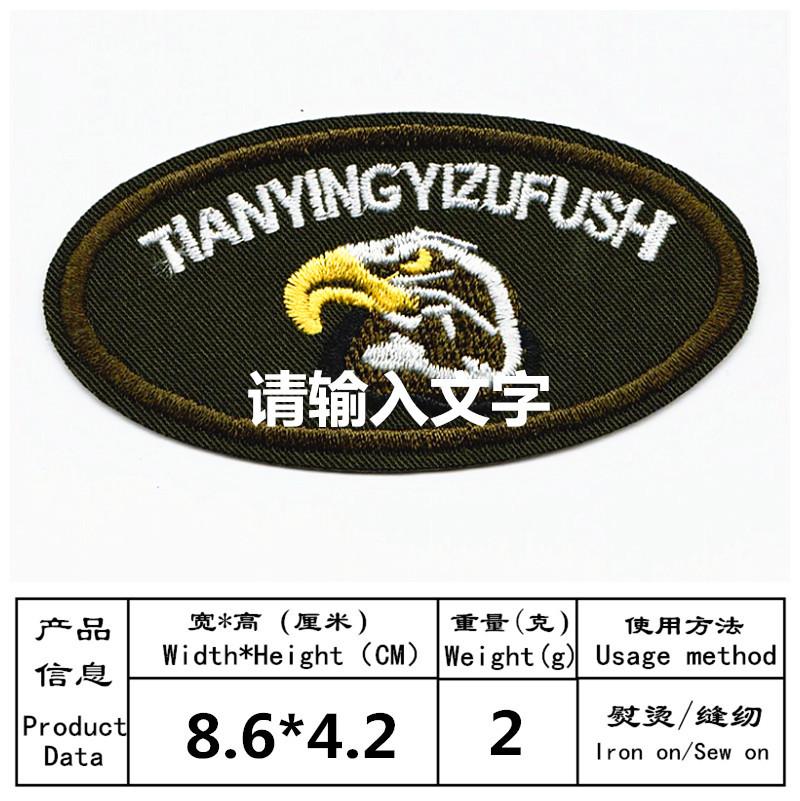 TIANYINGYIZUFUSH
请输入文字
产品
信息
Product
Data
宽*高 (厘米)
Width*Height (CM)
重量(克)
Weight(g)
使用方法
Usage method
8.6*4.2
2
熨烫/缝纫
Iron on/Sew on